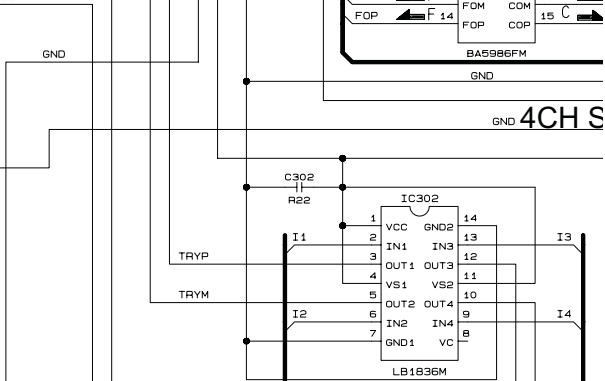 FOM COM
FOP F 14 15 C
FOP COP
BA5986FM
GND
GND
GND 4CH S
C302
R22
IC302
1 VCC GND2 14
I1 2 IN1 IN3 13 I3
TRYP 3 OUT1 OUT3 12
4 VS1 VS2 11
TRYM 5 OUT2 OUT4 10
I2 6 IN2 IN4 9 I4
7 GND1 VC 8
LB1836M